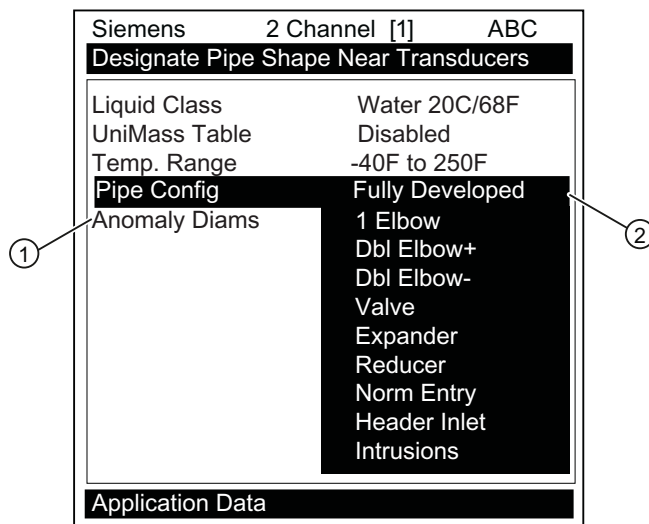 Siemens 2 Channel [1] ABC
Designate Pipe Shape Near Transducers
Liquid Class Water 20C/68F
UniMass Table Disabled
Temp. Range -40F to 250F
Pipe Config Fully Developed
Anomaly Diams 1 Elbow
Dbl Elbow+
Dbl Elbow-
Valve
Expander
Reducer
Norm Entry
Header Inlet
Intrusions
Application Data
1
2